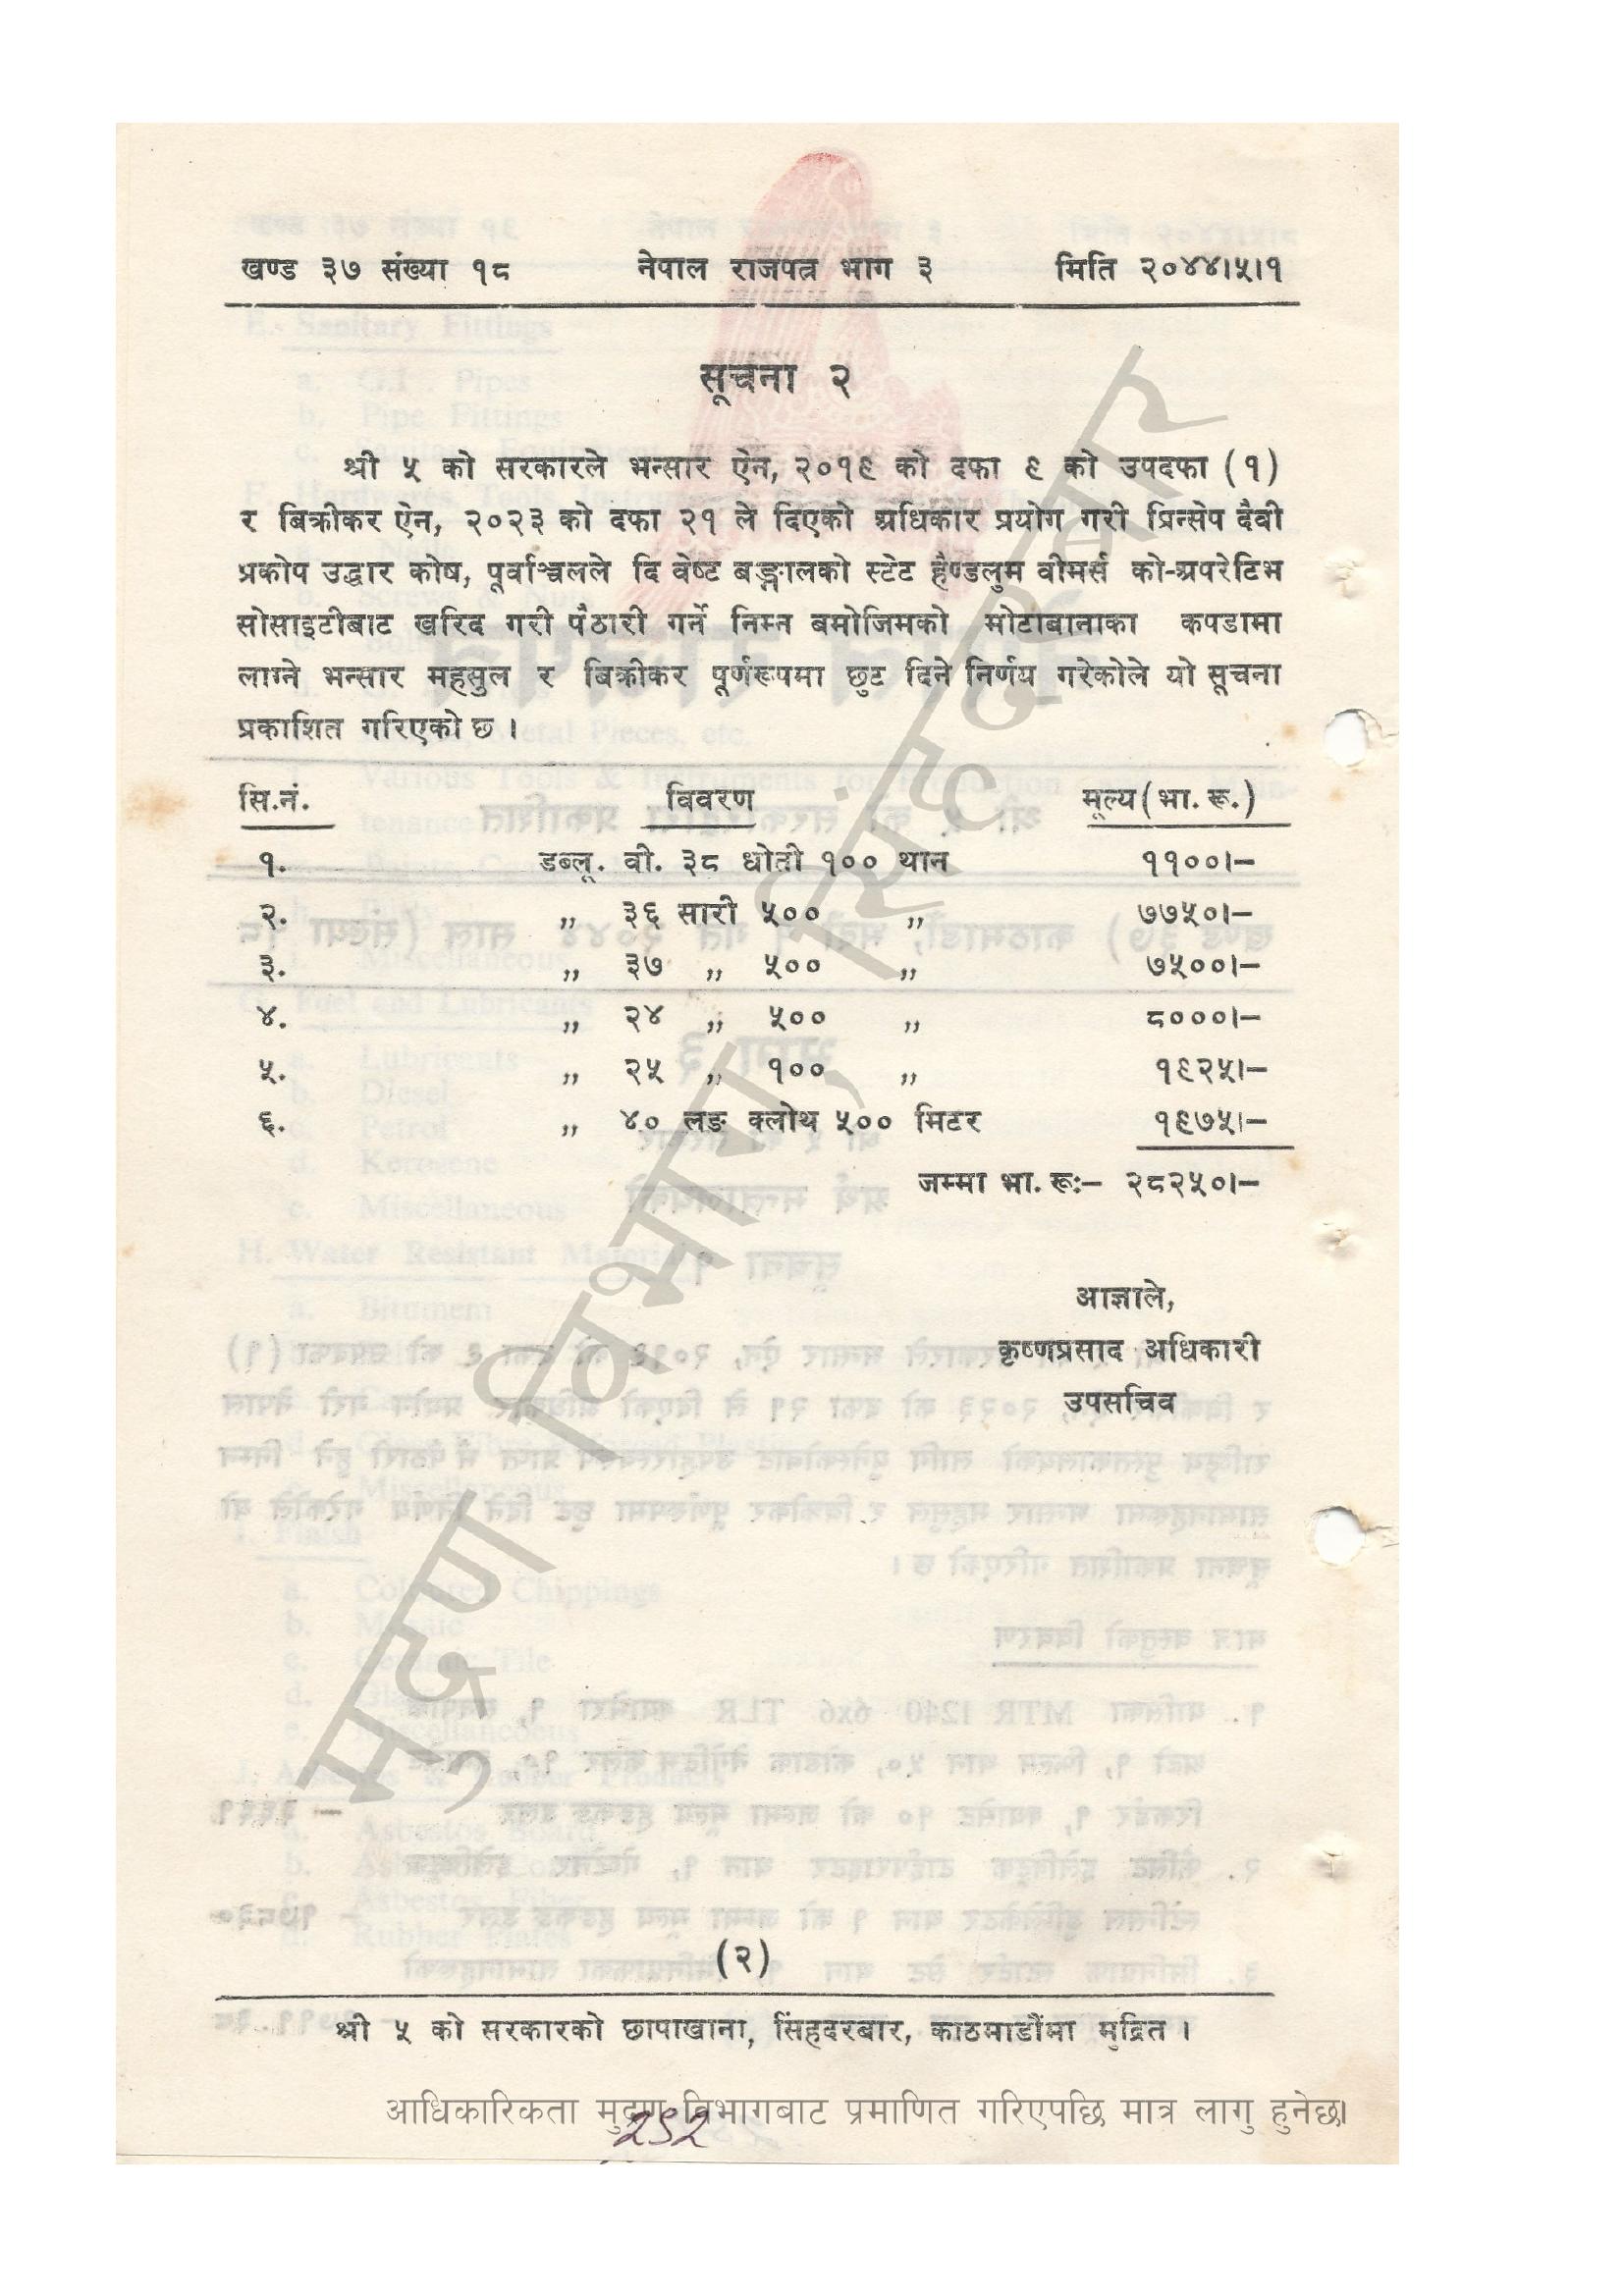 खण्ड ३७ संख्या १८ नेपाल राजपत्र भाग ३ मिति २०४४।५।१
सूचना २
श्री ५ को सरकारले भन्सार ऐन, २०१९ को दफा ९ को उपदफा (१)
र बिक्रीकर ऐन, २०२३ को दफा २१ ले दिएको अधिकार प्रयोग गरी प्रिन्सेप दैवी
प्रकोप उद्धार कोष, पूर्वाञ्चलले दि वेष्ट बङ्गालको स्टेट हैण्डलुम वीमर्स को-अपरेटिभ
सोसाइटीबाट खरिद गरी पैठारी गर्ने निम्न बमोजिमको मोटाबानाका कपडामा
लाग्ने भन्सार महसुल र बिक्रीकर पूर्णरूपमा छुट दिने निर्णय गरेकोले यो सूचना
प्रकाशित गरिएको छ ।
सि.नं. विवरण मूल्य (भा. रू.)
१. डब्लू. वी. ३८ धोती १०० थान ११००।–
२. ,, ३६ सारी ५०० ,, ७७५०।–
३. ,, ३७ ,, ५०० ,, ७५००।–
४. ,, २४ ,, ५०० ,, ८०००।–
५. ,, २५ ,, १०० ,, १९२५।–
६. ,, ४० लङ क्लोथ ५०० मिटर १९७५।–
जम्मा भा. रूः– २८२५०।–
आज्ञाले,
कृष्णप्रसाद अधिकारी
उपसचिव
मुद्रण विभाग, सिंहदरबार
(२)
श्री ५ को सरकारको छापाखाना, सिंहदरबार, काठमाडौंमा मुद्रित ।
आधिकारिकता मुद्रण विभागबाट प्रमाणित गरिएपछि मात्र लागु हुनेछ।